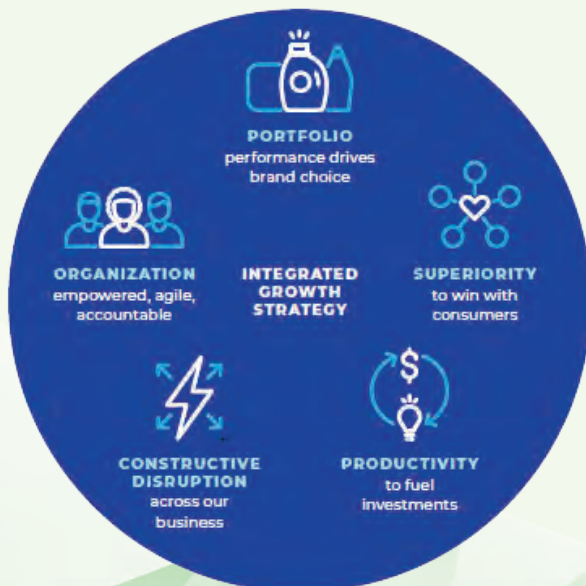 PORTFOLIO
performance drives
brand choice
ORGANIZATION
empowered, agile,
accountable
INTEGRATED
GROWTH
STRATEGY
SUPERIORITY
to win with
consumers
CONSTRUCTIVE
DISRUPTION
across our
business
PRODUCTIVITY
to fuel
investments
$